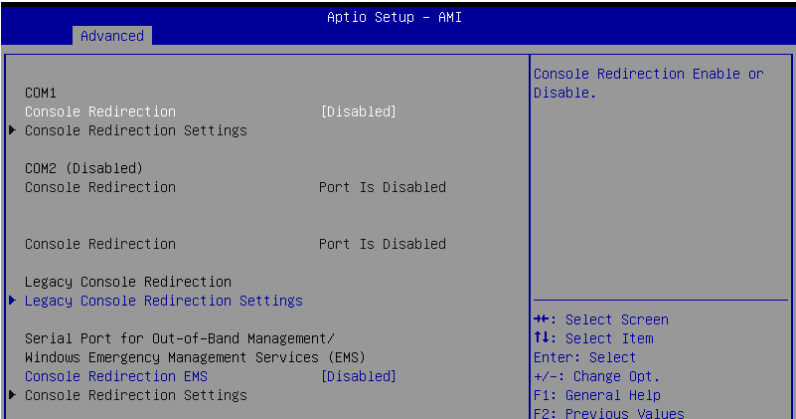 Aptio Setup – AMI
Advanced
COM1
Console Redirection [Disabled]
Console Redirection Settings
COM2 (Disabled)
Console Redirection Port Is Disabled
Console Redirection Port Is Disabled
Legacy Console Redirection
Legacy Console Redirection Settings
Serial Port for Out-of-Band Management/
Windows Emergency Management Services (EMS)
Console Redirection EMS [Disabled]
Console Redirection Settings
Console Redirection Enable or
Disable.
→←: Select Screen
↑↓: Select Item
Enter: Select
+/-: Change Opt.
F1: General Help
F2: Previous Values